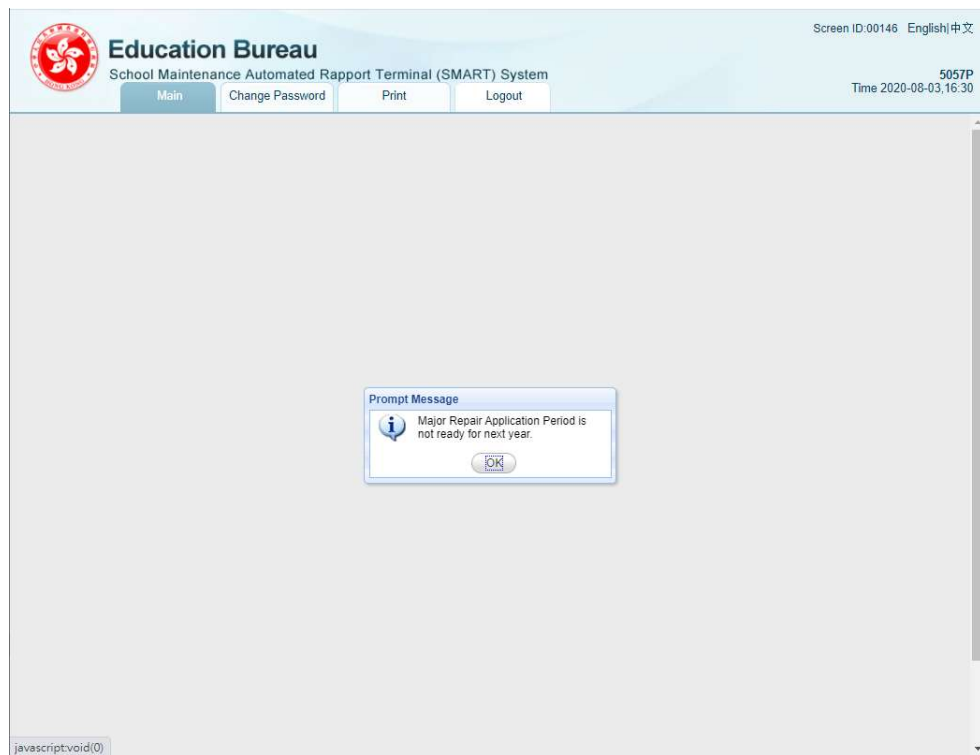 Screen ID:00146 English|中文
Education Bureau
School Maintenance Automated Rapport Terminal (SMART) System
5057P
Main Change Password Print Logout
Time 2020-08-03,16:30
Prompt Message
Major Repair Application Period is
not ready for next year.
OK
javascript:void(0)